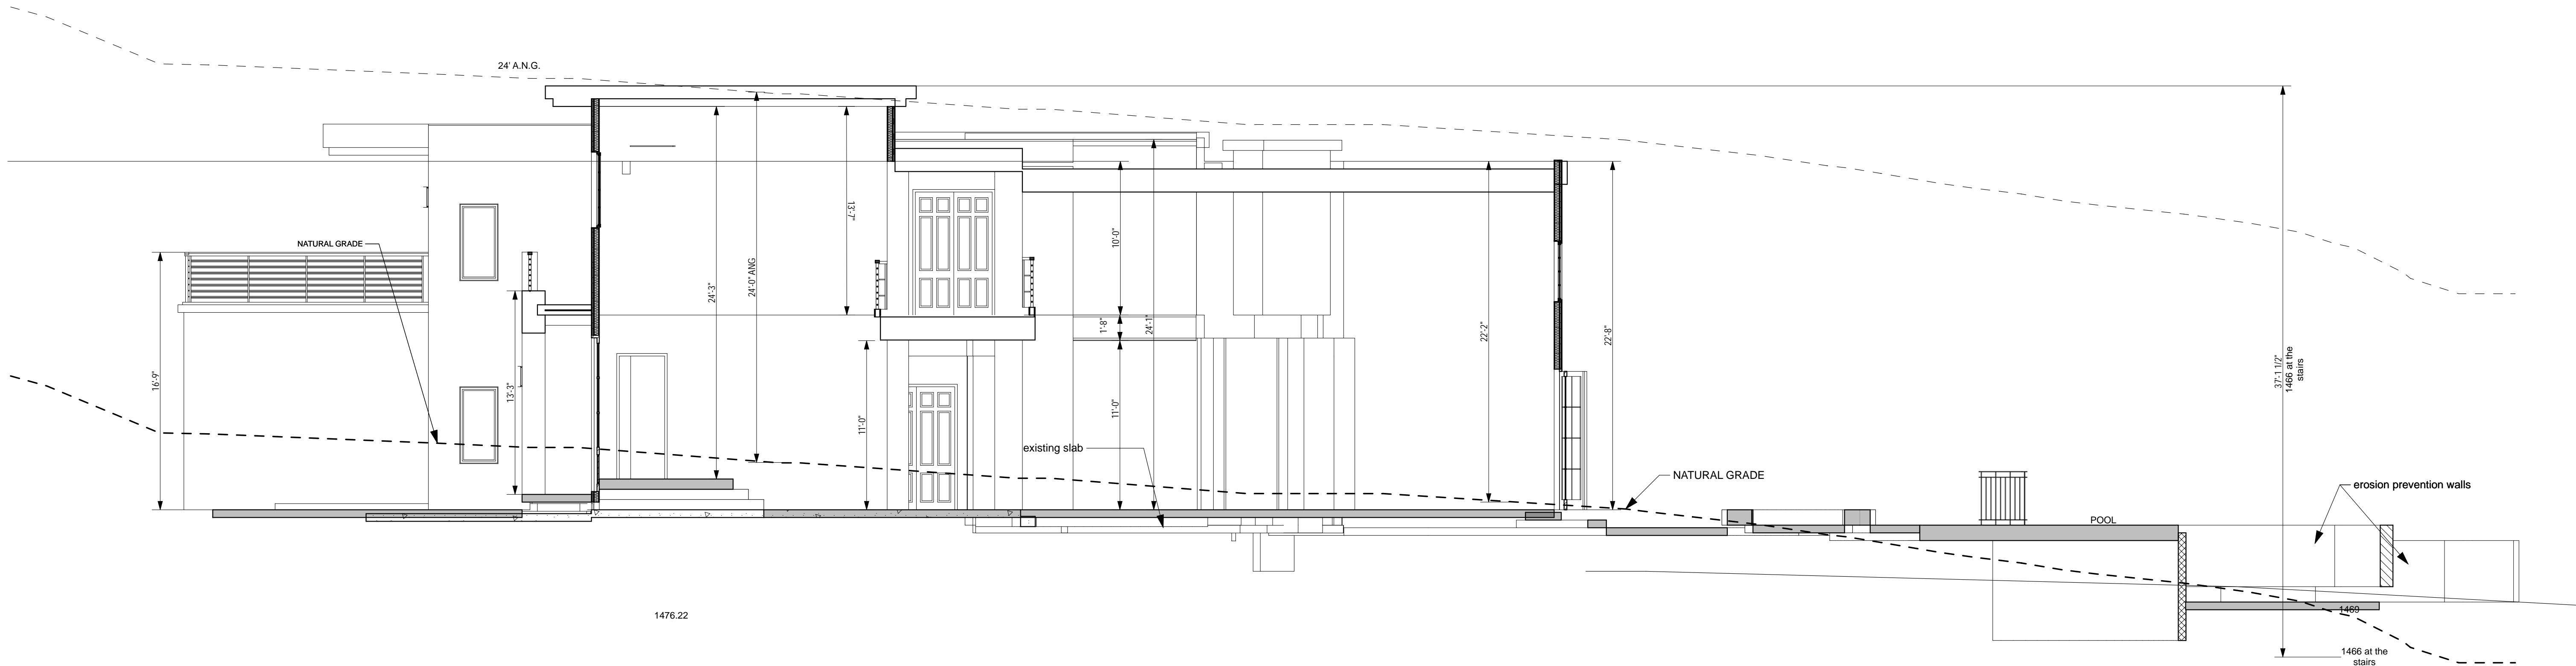 24' A.N.G.
NATURAL GRADE
16'-9"
13'-3"
24'-3"
24'-0" ANG
13'-7"
11'-0"
10'-0"
1'-8"
24'-1"
11'-0"
existing slab
22'-2"
22'-8"
NATURAL GRADE
37'-1 1/2"
1466 at the
stairs
erosion prevention walls
POOL
1476.22
1469
1466 at the
stairs